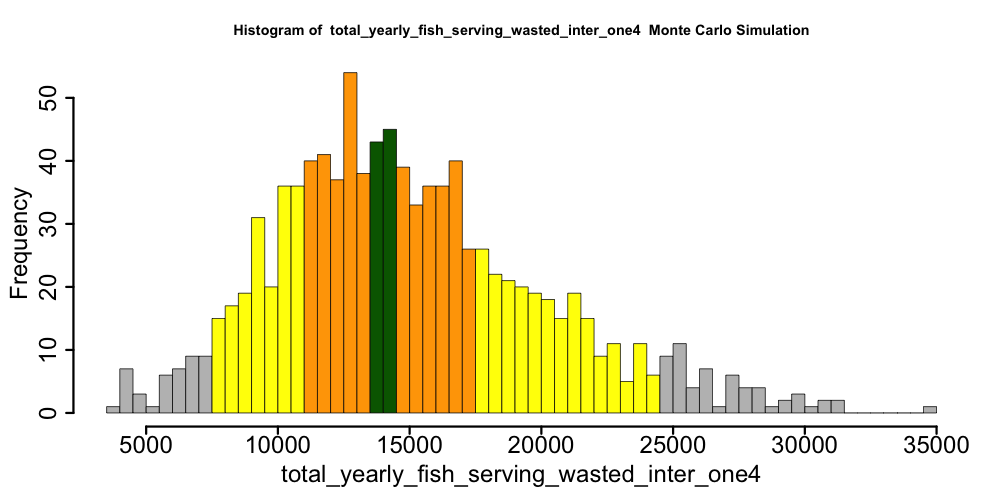 Histogram of  total_yearly_fish_serving_wasted_inter_one4  Monte Carlo Simulation
Frequency
50
40
30
20
10
0
5000 10000 15000 20000 25000 30000 35000
total_yearly_fish_serving_wasted_inter_one4